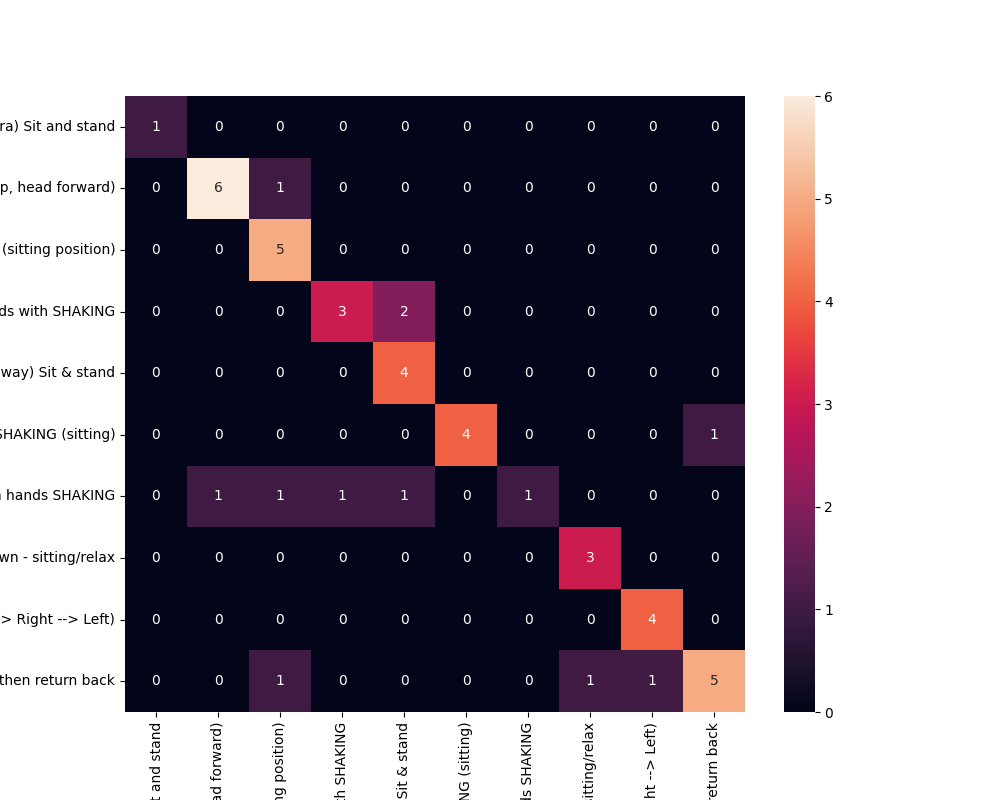 ra) Sit and stand 1 0 0 0 0 0 0 0 0 0
p, head forward) 0 6 1 0 0 0 0 0 0 0
(sitting position) 0 0 5 0 0 0 0 0 0 0
ds with SHAKING 0 0 0 3 2 0 0 0 0 0
way) Sit & stand 0 0 0 0 4 0 0 0 0 0
SHAKING (sitting) 0 0 0 0 0 4 0 0 0 1
hands SHAKING 0 1 1 1 1 0 1 0 0 0
wn - sitting/relax 0 0 0 0 0 0 0 3 0 0
> Right --> Left) 0 0 0 0 0 0 0 0 4 0
then return back 0 0 1 0 0 0 0 1 1 5
t and stand
ad forward)
ng position)
th SHAKING
Sit & stand
NG (sitting)
ds SHAKING
sitting/relax
ht --> Left)
return back
6
5
4
3
2
1
0